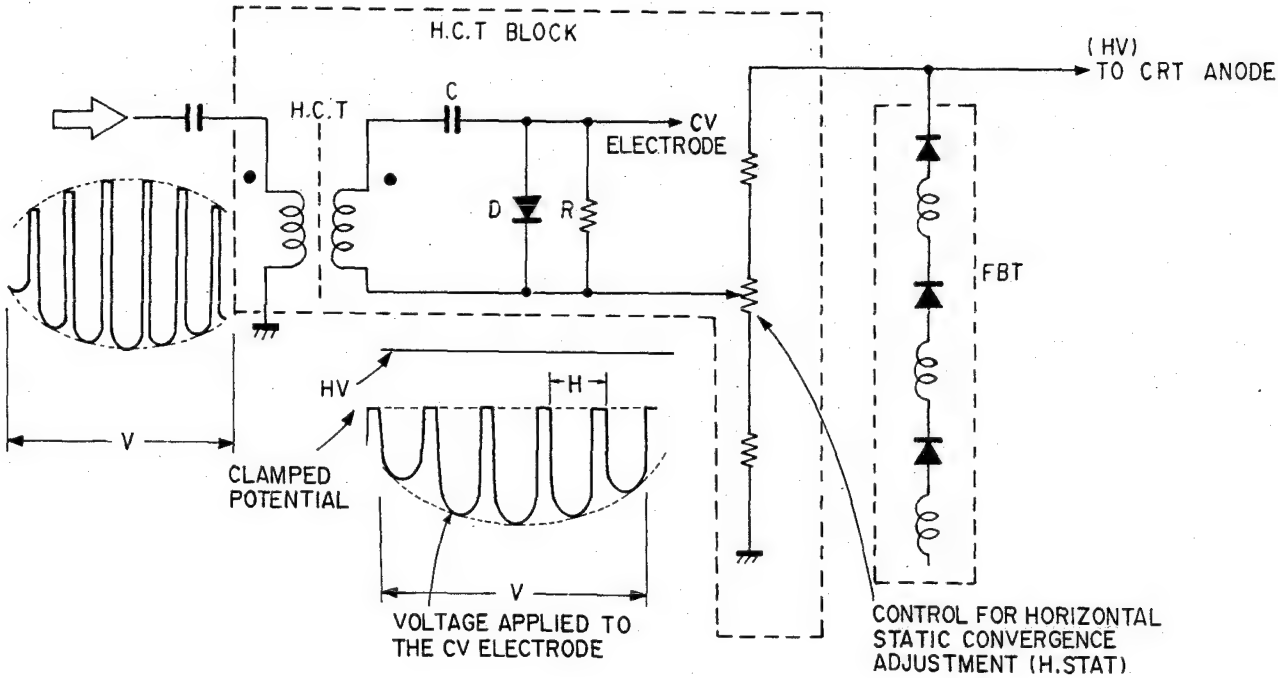 H.C.T BLOCK
(HV)
TO CRT ANODE
C
H.C.T
CV
ELECTRODE
D
R
FBT
HV
H
V
CLAMPED
POTENTIAL
V
VOLTAGE APPLIED TO
THE CV ELECTRODE
CONTROL FOR HORIZONTAL
STATIC CONVERGENCE
ADJUSTMENT (H.STAT)